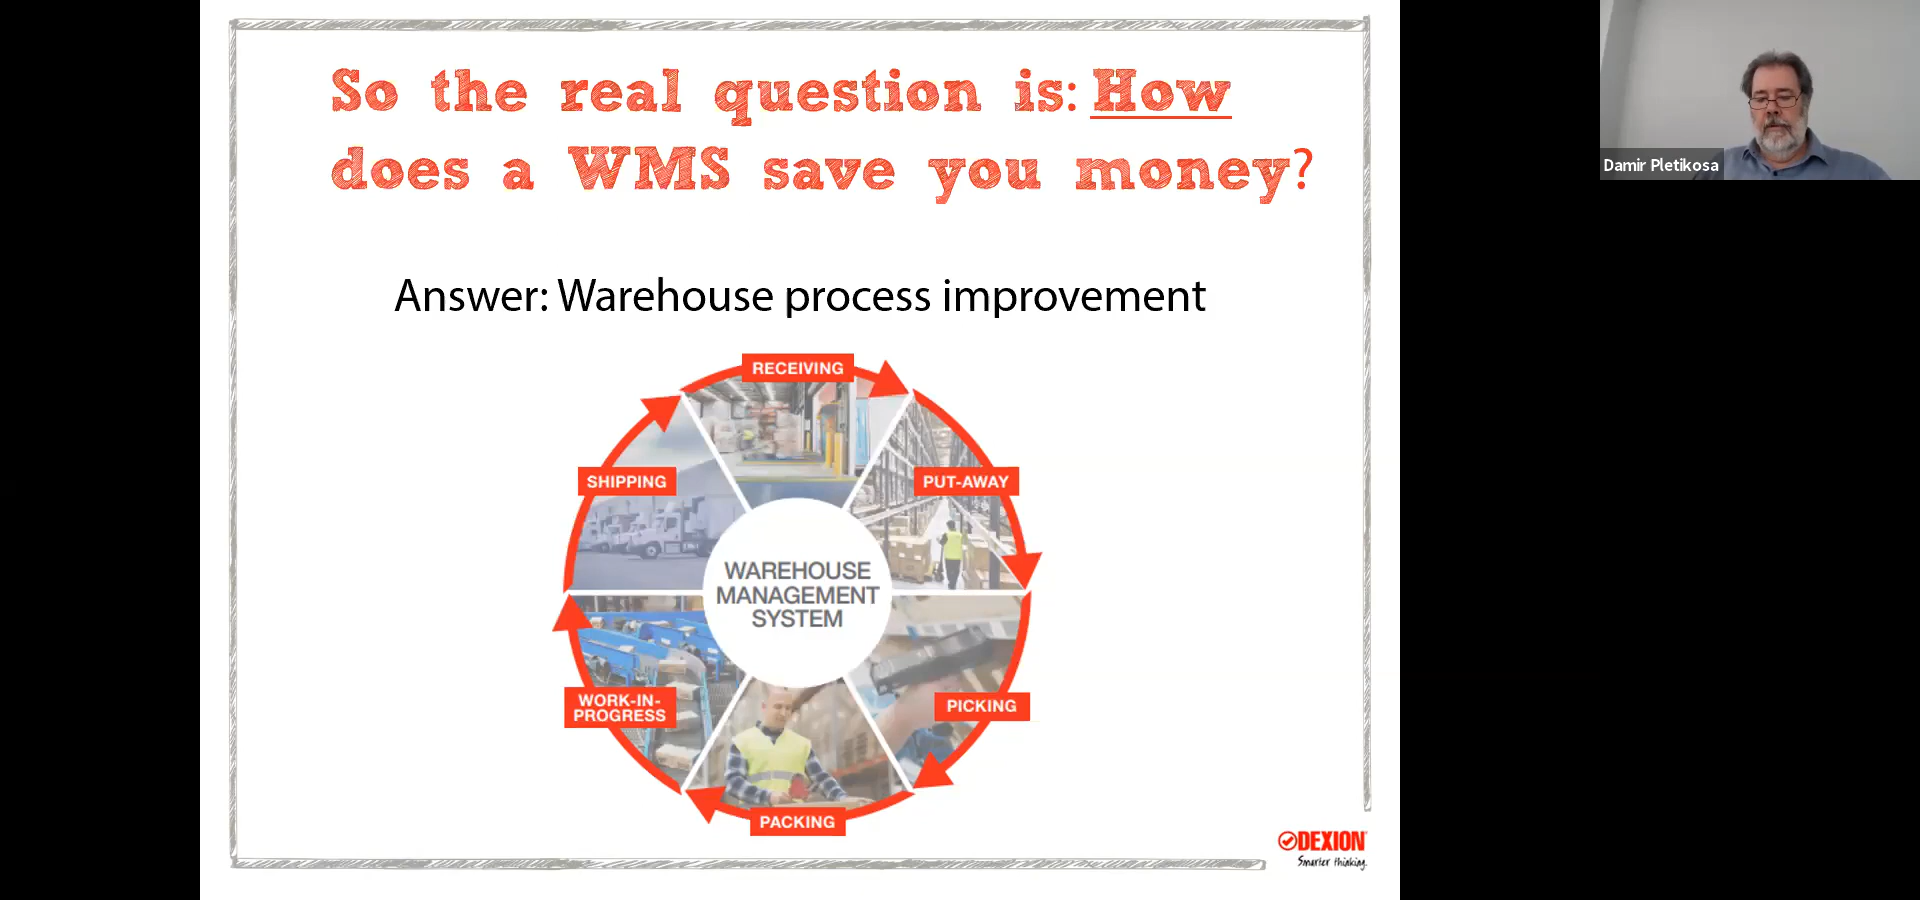 So the real question is: How
does a WMS save you money?
Damir Pletikosa
Answer: Warehouse process improvement
RECEIVING
SHIPPING
PUT-AWAY
WAREHOUSE
MANAGEMENT
SYSTEM
WORK-IN-
PROGRESS
PICKING
PACKING
DEXION
Smarter thinking.